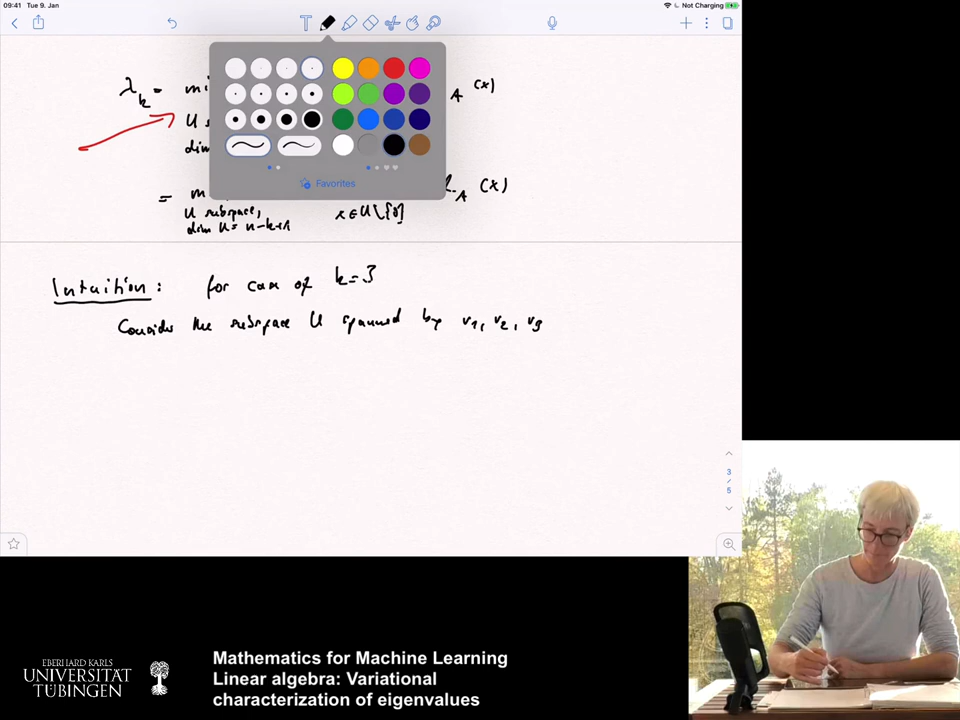 09:41 Tue 9. Jan
Not Charging
T
λk = mi A (x)
U s
dim
= m R A (x)
U subspace, x ∈ U \ {0}
dim U = n-k+1
Intuition: for case of k=3
Consider the subspace U spanned by v1, v2, v3
Favorites
3
/
5
EBERHARD KARLS
UNIVERSITÄT
TÜBINGEN
Mathematics for Machine Learning
Linear algebra: Variational
characterization of eigenvalues